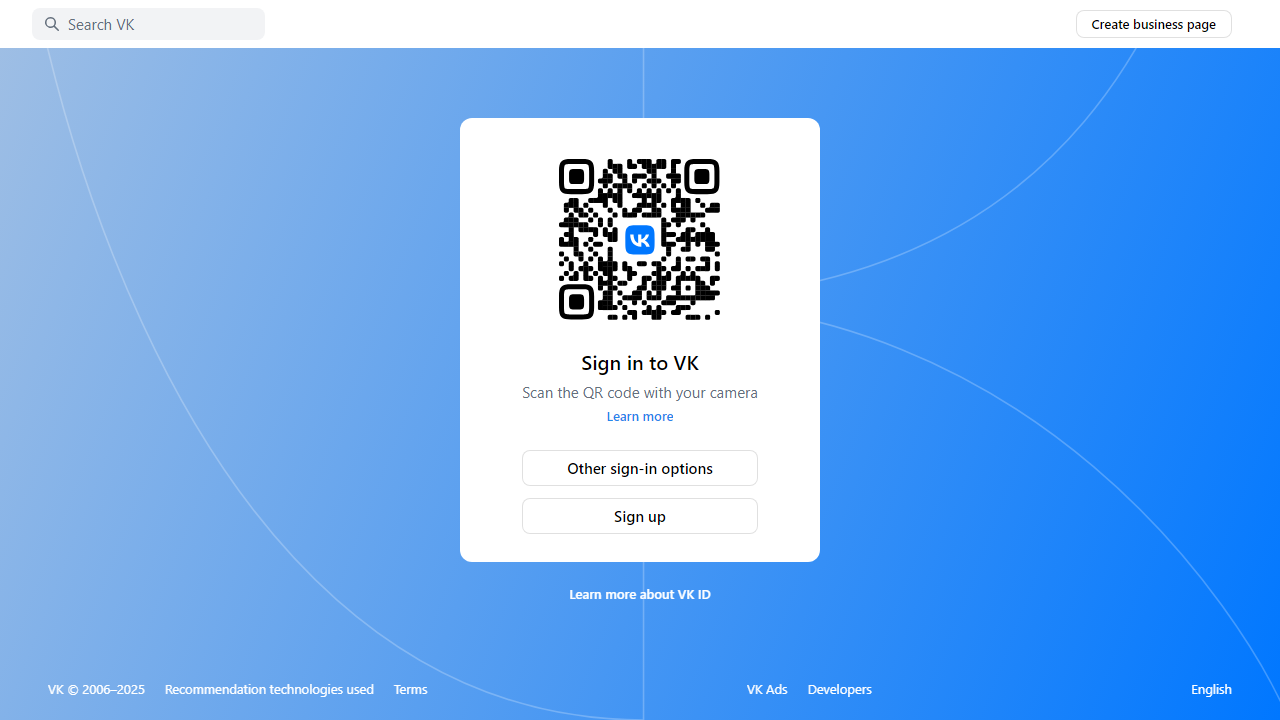 Search VK
Create business page
VK
Sign in to VK
Scan the QR code with your camera
Learn more
Other sign-in options
Sign up
Learn more about VK ID
VK © 2006–2025 Recommendation technologies used Terms VK Ads Developers English